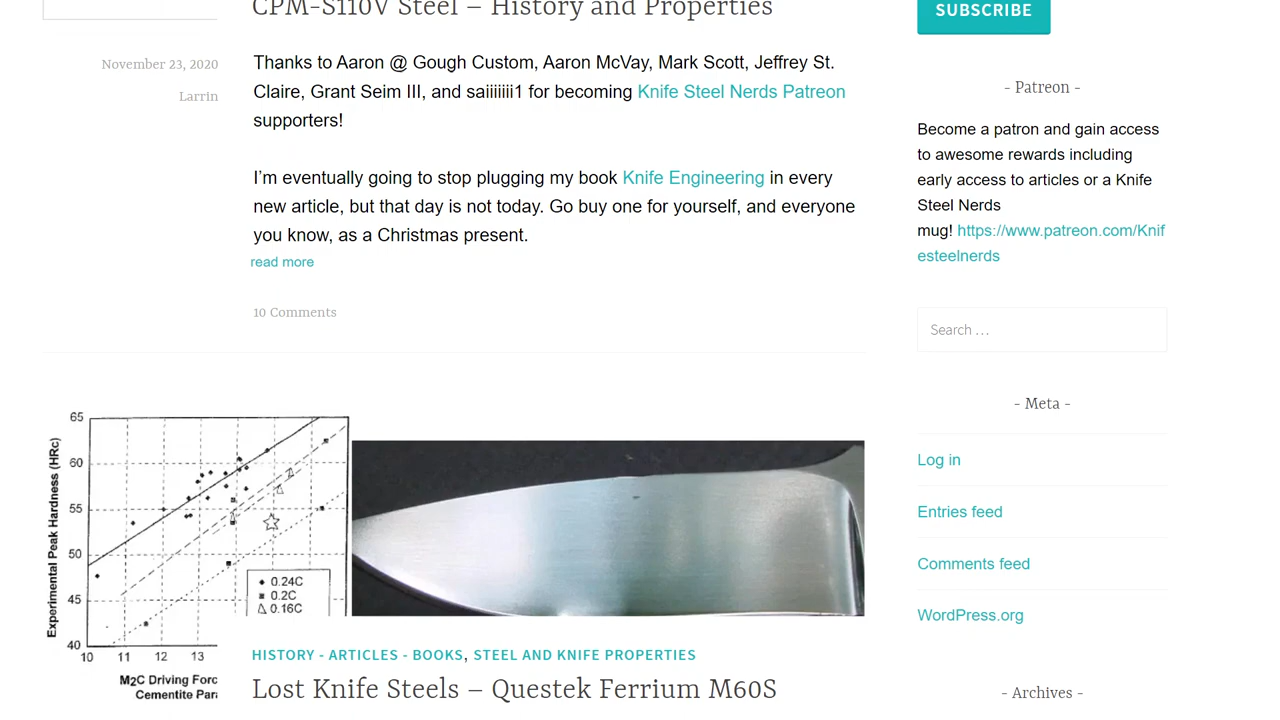 CPM-S110V Steel – History and Properties
November 23, 2020
Larrin
Thanks to Aaron @ Gough Custom, Aaron McVay, Mark Scott, Jeffrey St.
Claire, Grant Seim III, and saiiiiiii1 for becoming Knife Steel Nerds Patreon
supporters!
I’m eventually going to stop plugging my book Knife Engineering in every
new article, but that day is not today. Go buy one for yourself, and everyone
you know, as a Christmas present.
read more
10 Comments
65
60
55
50
45
40
Experimental Peak Hardness (HRc)
0.24C
0.2C
0.16C
10 11 12 13
M2C Driving Forc
Cementite Par
HISTORY - ARTICLES - BOOKS, STEEL AND KNIFE PROPERTIES
Lost Knife Steels – Questek Ferrium M60S
SUBSCRIBE
- Patreon -
Become a patron and gain access
to awesome rewards including
early access to articles or a Knife
Steel Nerds
mug! https://www.patreon.com/Knif
esteelnerds
Search …
- Meta -
Log in
Entries feed
Comments feed
WordPress.org
- Archives -